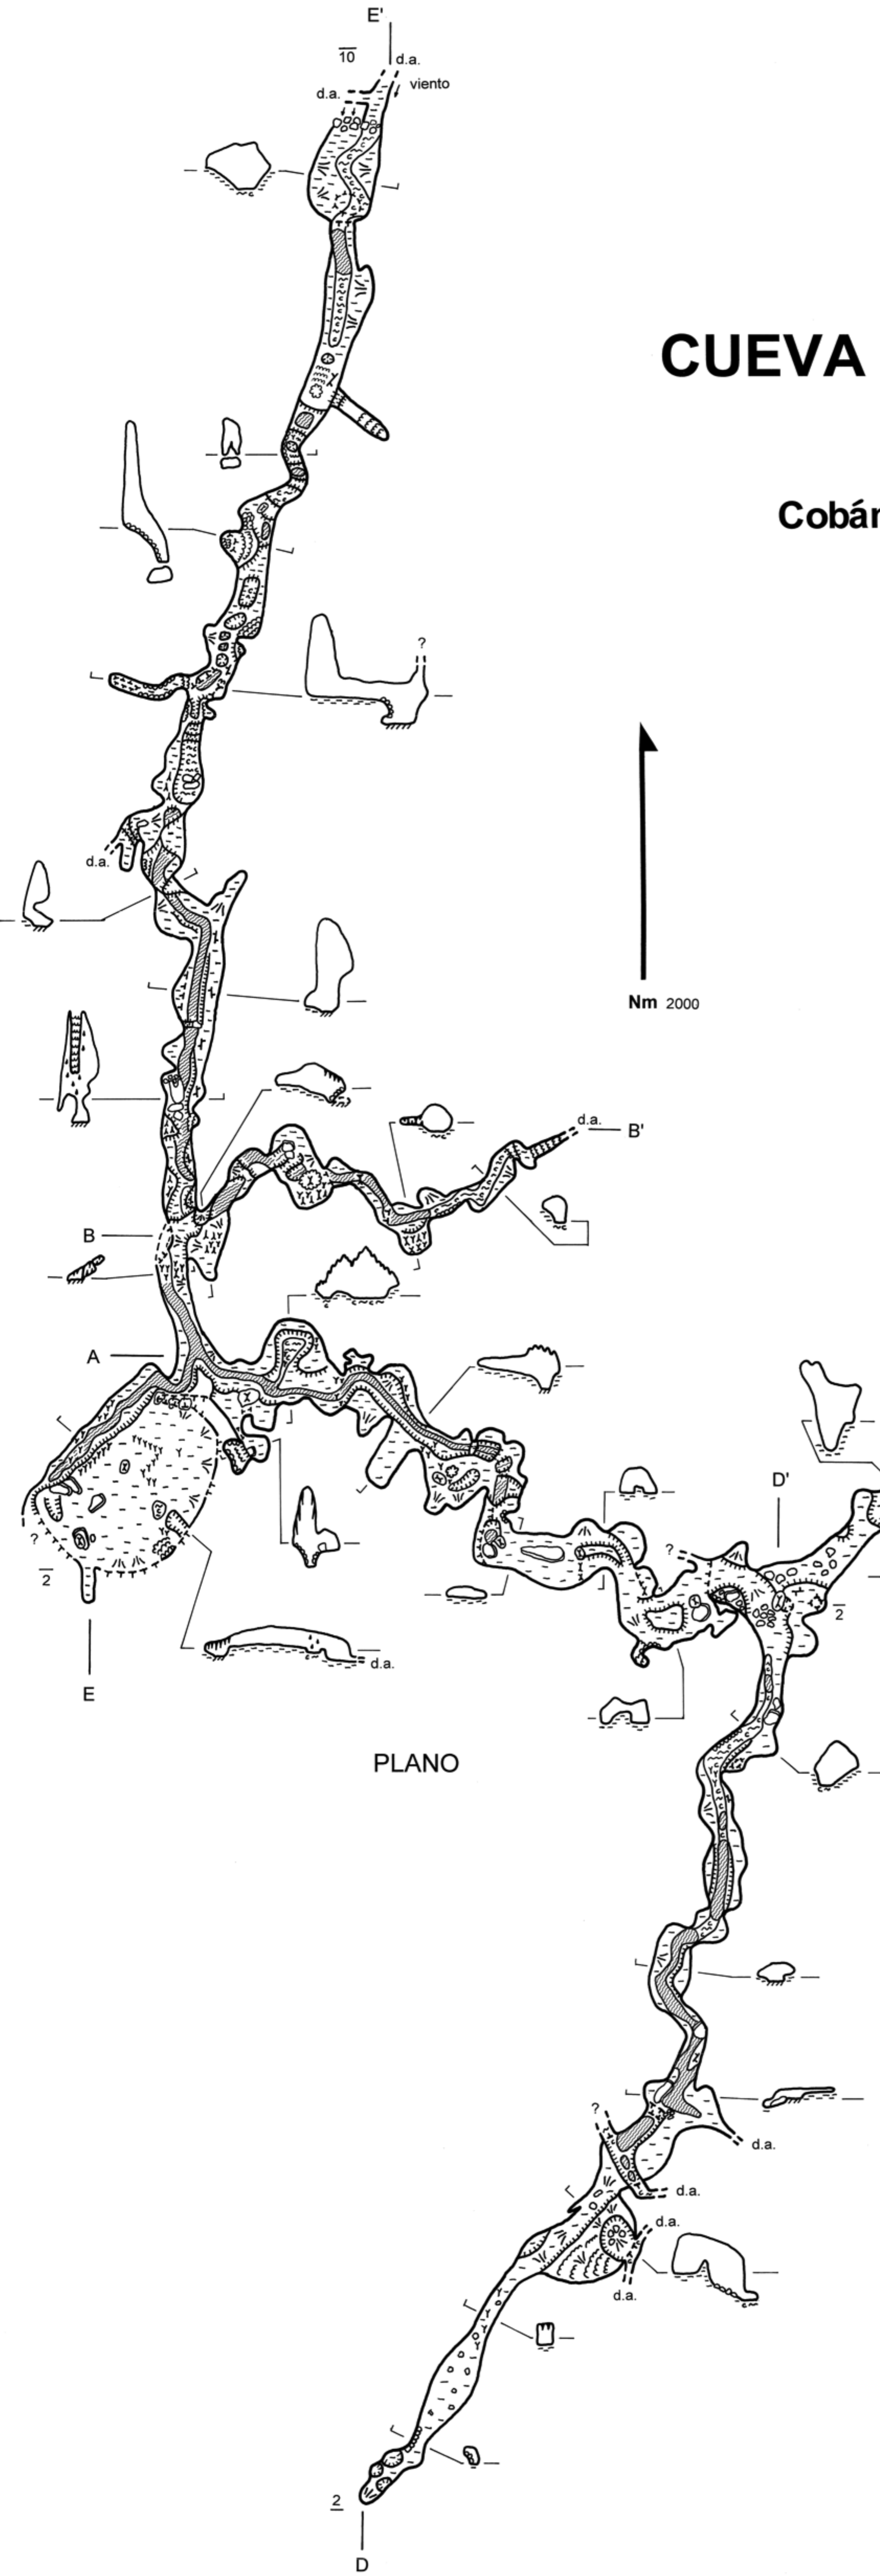 E'
10
d.a.
d.a.
viento
CUEVA
Cobán
?
d.a.
Nm 2000
d.a.
B'
B
A
D'
?
?
2
2
d.a.
E
PLANO
?
d.a.
d.a.
d.a.
d.a.
2
D